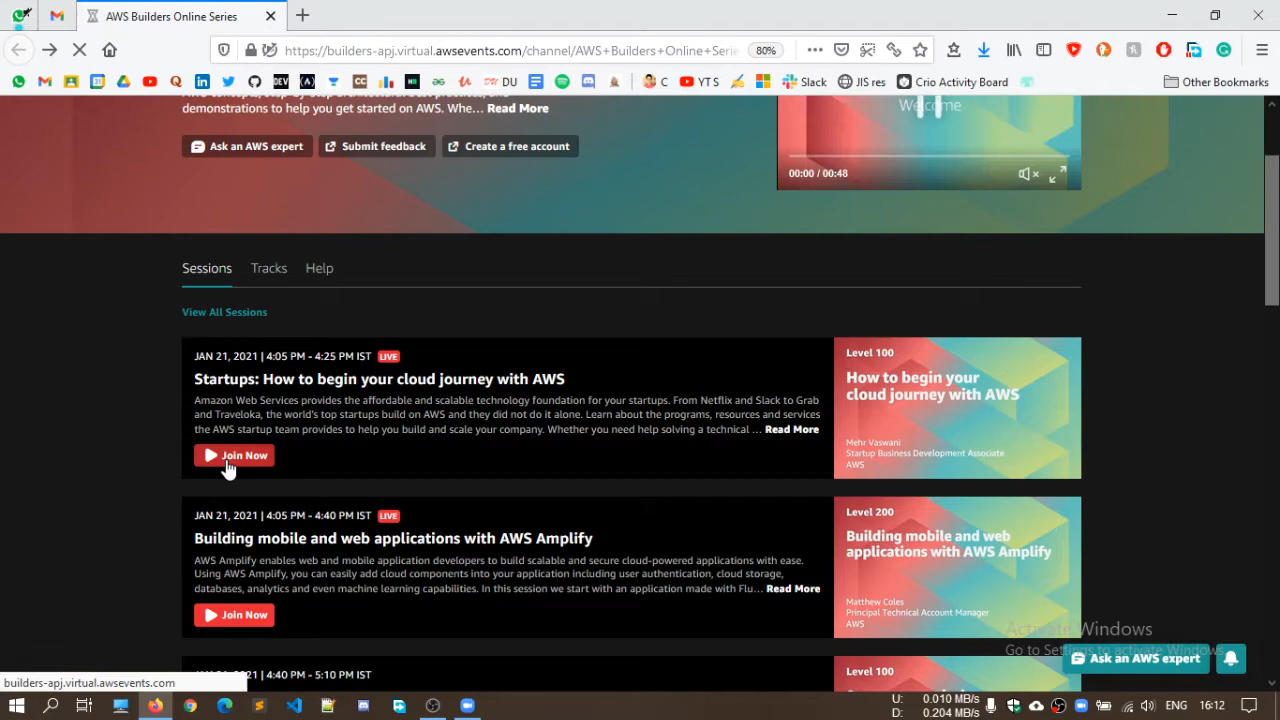 AWS Builders Online Series
https://builders-apj.virtual.awsevents.com/channel/AWS+Builders+Online+Serie
80%
DEV
CC
DU
C
YT S
Slack
JIS res
Crio Activity Board
Other Bookmarks
demonstrations to help you get started on AWS. Whe... Read More
Welcome
Ask an AWS expert
Submit feedback
Create a free account
00:00 / 00:48
Sessions
Tracks
Help
View All Sessions
JAN 21, 2021 | 4:05 PM - 4:25 PM IST LIVE
Startups: How to begin your cloud journey with AWS
Amazon Web Services provides the affordable and scalable technology foundation for your startups. From Netflix and Slack to Grab
and Traveloka, the world's top startups build on AWS and they did not do it alone. Learn about the programs, resources and services
the AWS startup team provides to help you build and scale your company. Whether you need help solving a technical ... Read More
Join Now
Level 100
How to begin your
cloud journey with AWS
Mehr Vaswani
Startup Business Development Associate
AWS
JAN 21, 2021 | 4:05 PM - 4:40 PM IST LIVE
Building mobile and web applications with AWS Amplify
AWS Amplify enables web and mobile application developers to build scalable and secure cloud-powered applications with ease.
Using AWS Amplify, you can easily add cloud components into your application including user authentication, cloud storage,
databases, analytics and even machine learning capabilities. In this session we start with an application made with Flu... Read More
Join Now
Level 200
Building mobile and web
applications with AWS Amplify
Matthew Coles
Principal Technical Account Manager
AWS
Activate Windows
Go to Settings to activate Windows.
JAN 21, 2021 | 4:40 PM - 5:10 PM IST
Level 100
Ask an AWS expert
builders-apj.virtual.awsevents.com
U: 0.010 MB/s
D: 0.204 MB/s
ENG
16:12